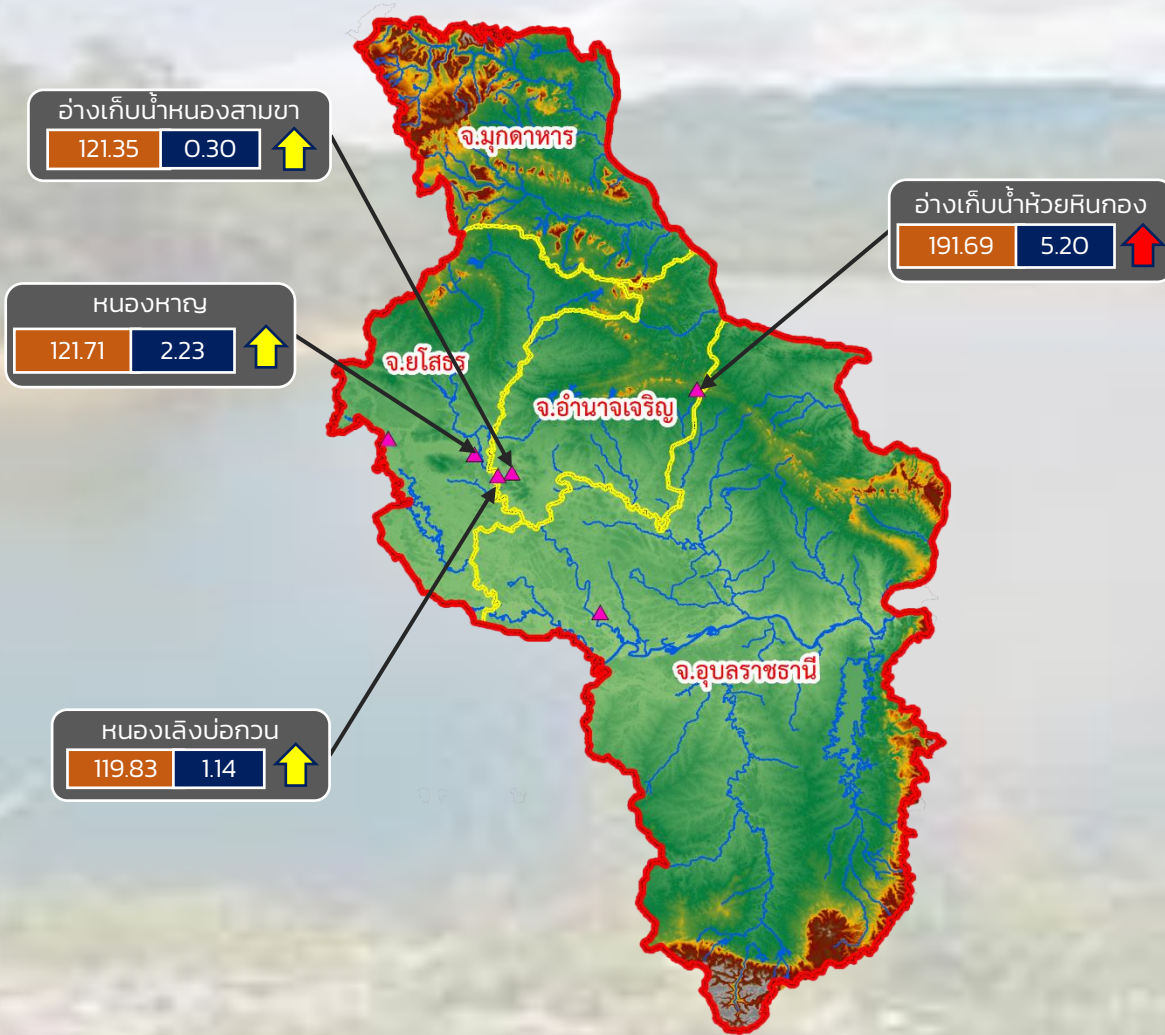 อ่างเก็บน้ำหนองสามขา
121.35 0.30
จ.มุกดาหาร
อ่างเก็บน้ำห้วยหินกอง
191.69 5.20
หนองหาญ
121.71 2.23
จ.ยโสธร
จ.อำนาจเจริญ
จ.อุบลราชธานี
หนองเลิงบ่อกวน
119.83 1.14